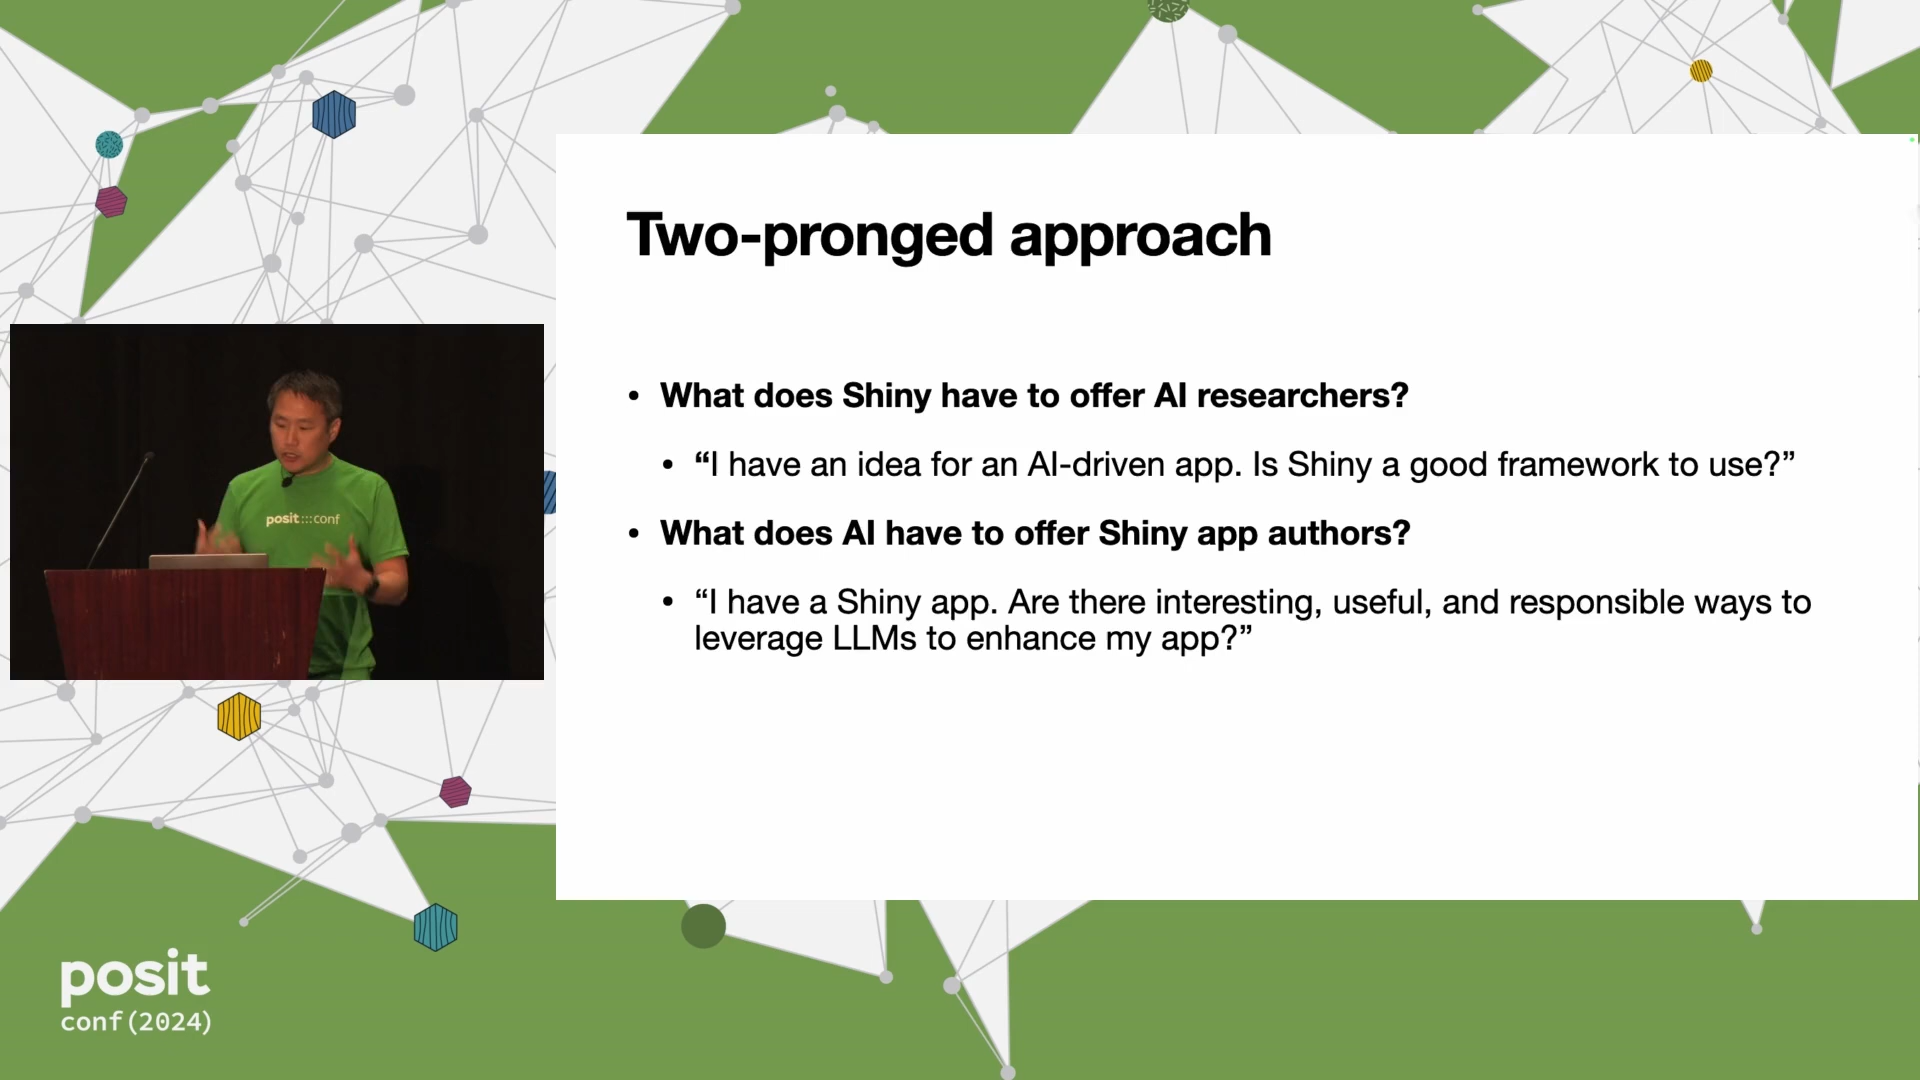 Two-pronged approach
• What does Shiny have to offer AI researchers?
• “I have an idea for an AI-driven app. Is Shiny a good framework to use?”
• What does AI have to offer Shiny app authors?
• “I have a Shiny app. Are there interesting, useful, and responsible ways to
leverage LLMs to enhance my app?”
posit:::conf
posit
conf(2024)